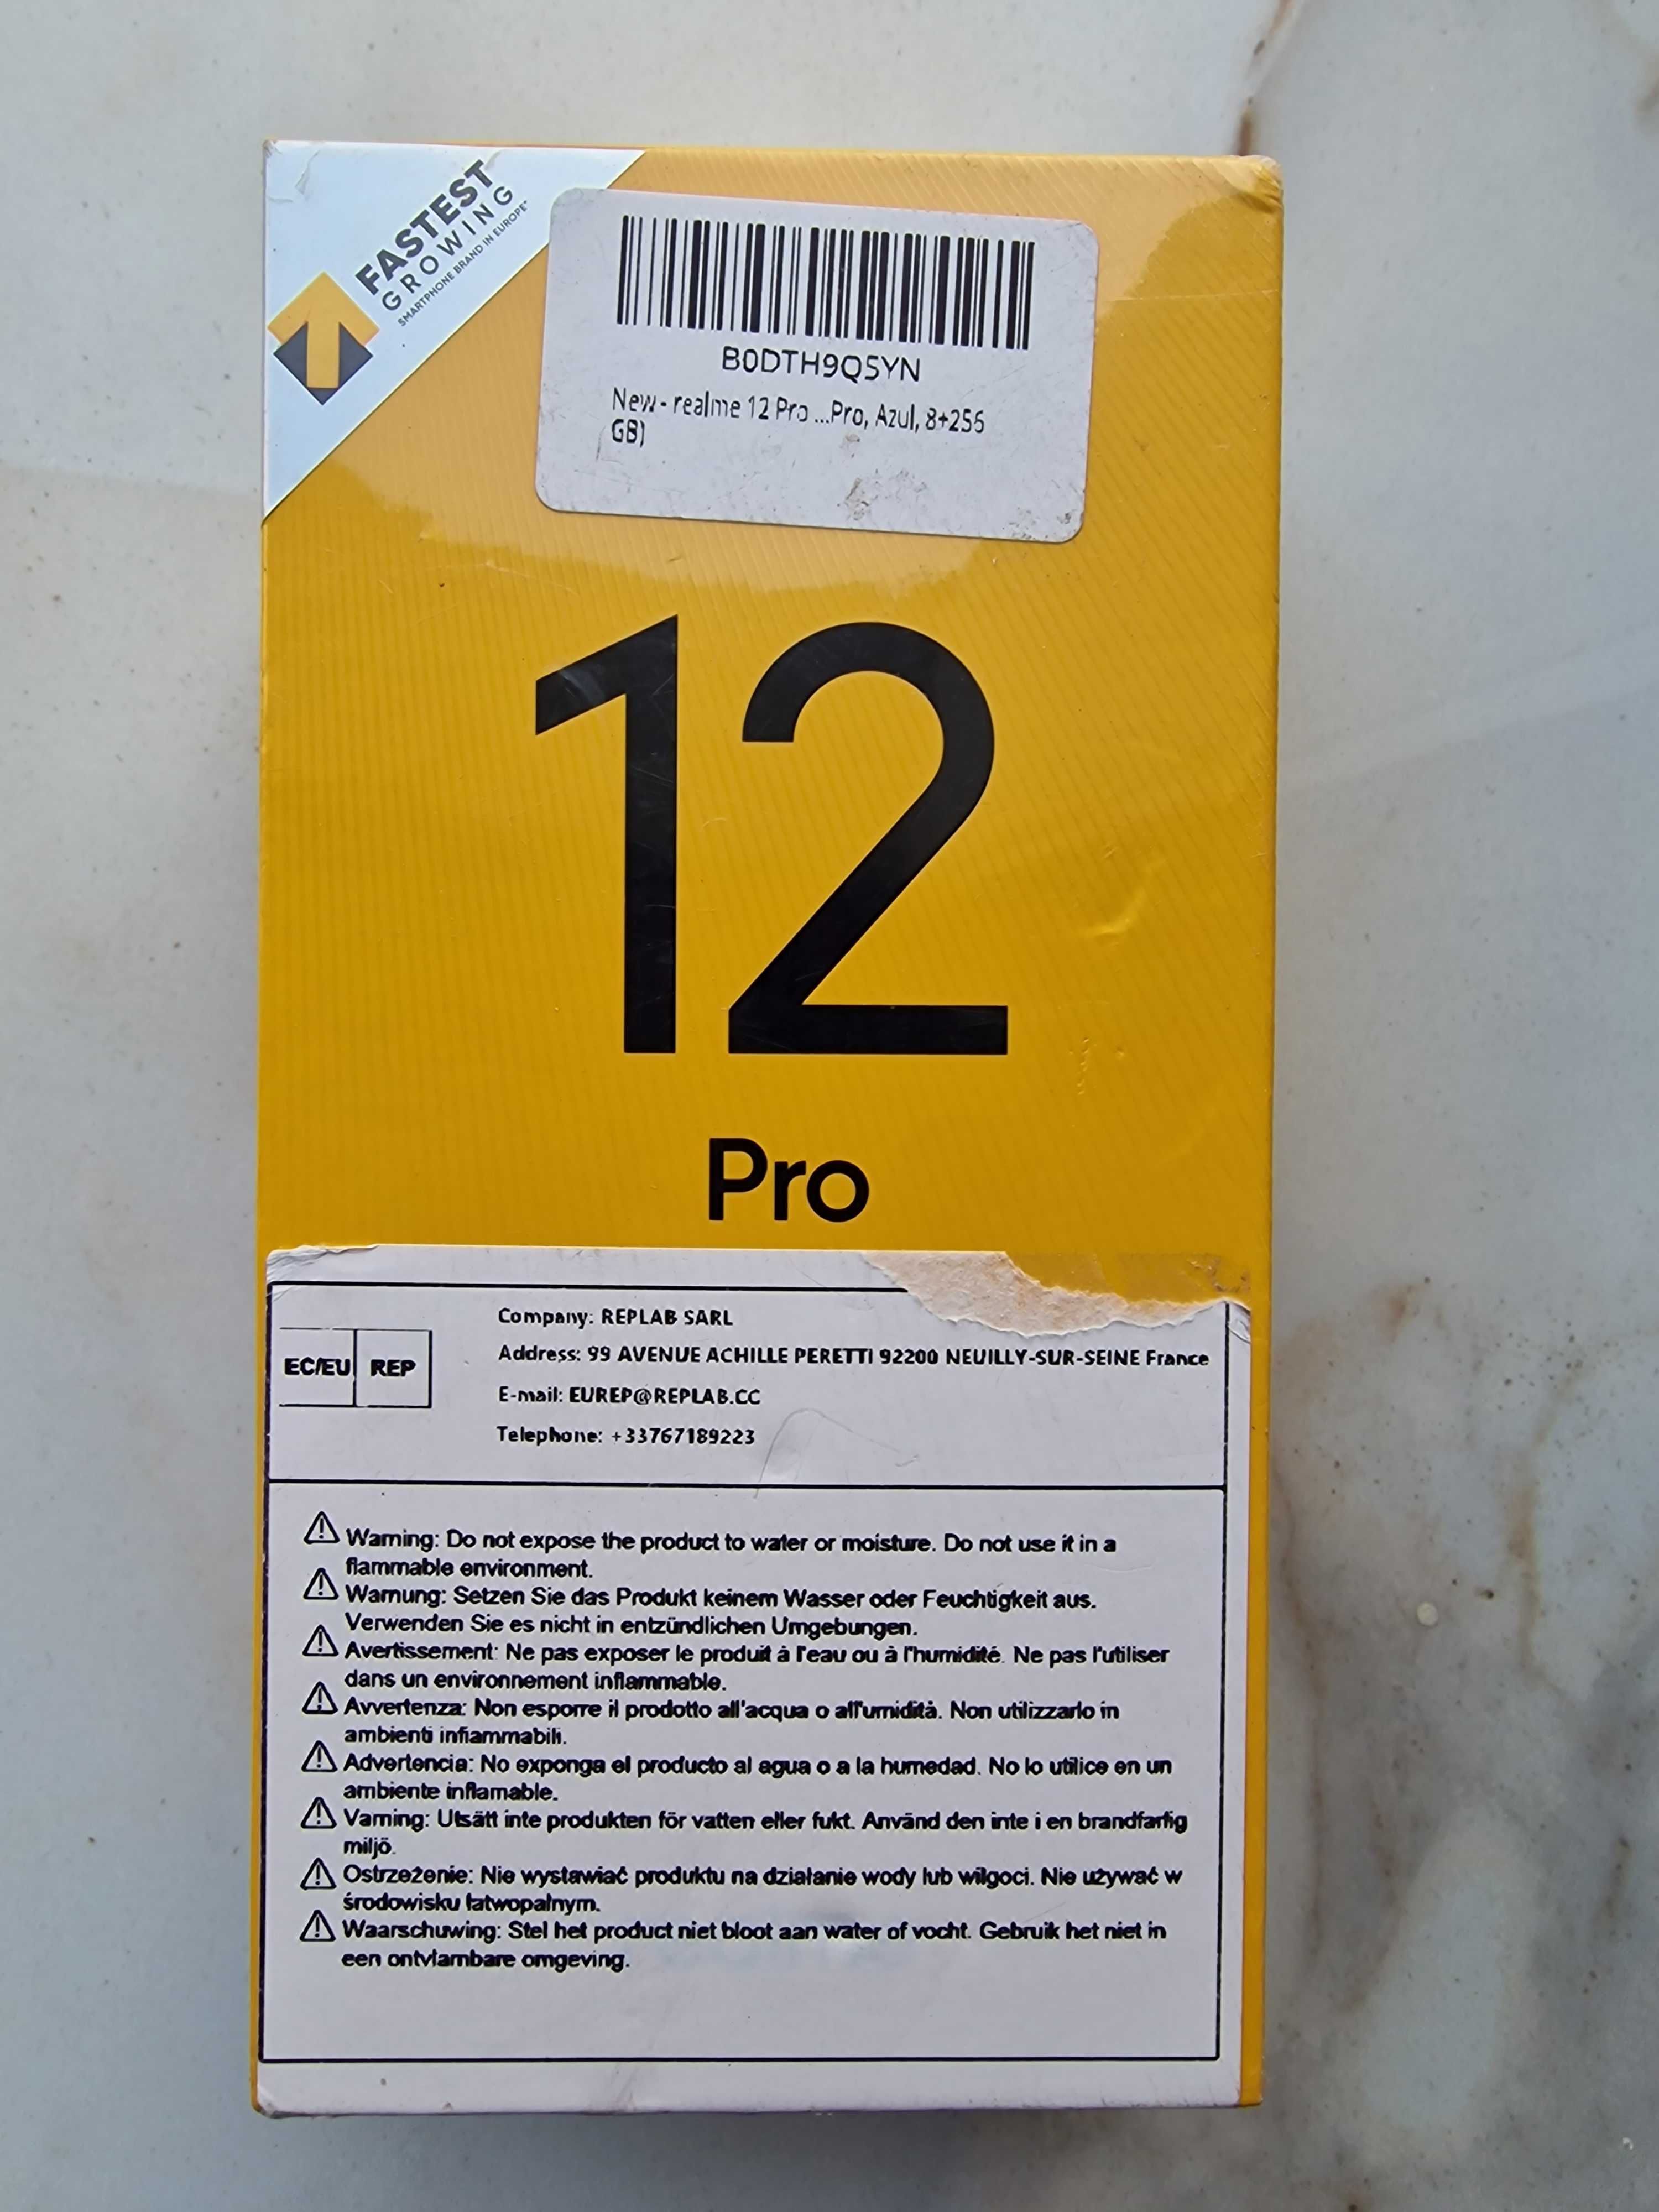 FASTEST
GROWING
SMARTPHONE BRAND IN EUROPE*
B0DTH9Q5YN
New - realme 12 Pro ...Pro, Azul, 8+256
GB)
12
Pro
Company: REPLAB SARL
Address: 99 AVENUE ACHILLE PERETTI 92200 NEUILLY-SUR-SEINE France
EC/EU REP
E-mail: EUREP@REPLAB.CC
Telephone: +33767189223
Warning: Do not expose the product to water or moisture. Do not use it in a
flammable environment.
Warnung: Setzen Sie das Produkt keinem Wasser oder Feuchtigkeit aus.
Verwenden Sie es nicht in entzündlichen Umgebungen.
Avertissement: Ne pas exposer le produit à l'eau ou à l'humidité. Ne pas l'utiliser
dans un environnement inflammable.
Avvertenza: Non esporre il prodotto all'acqua o all'umidità. Non utilizzarlo in
ambienti infiammabili.
Advertencia: No exponga el producto al agua o a la humedad. No lo utilice en un
ambiente inflamable.
Varning: Utsätt inte produkten för vatten eller fukt. Använd den inte i en brandfarlig
miljö.
Ostrzeżenie: Nie wystawiać produktu na działanie wody lub wilgoci. Nie używać w
środowisku łatwopalnym.
Waarschuwing: Stel het product niet bloot aan water of vocht. Gebruik het niet in
een ontvlambare omgeving.